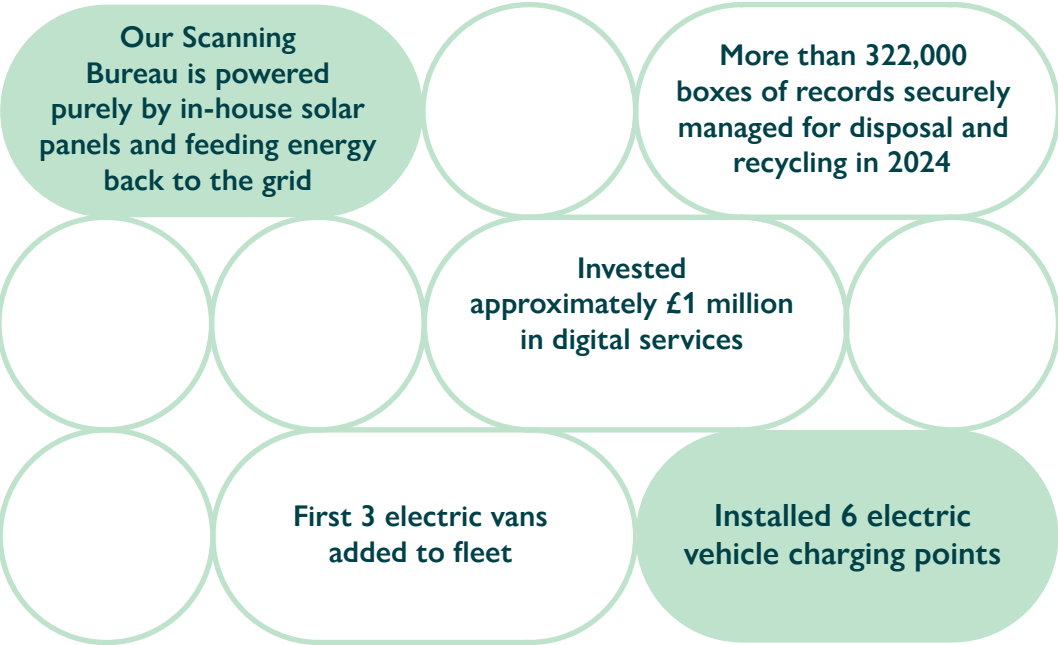 Our Scanning
Bureau is powered
purely by in-house solar
panels and feeding energy
back to the grid
More than 322,000
boxes of records securely
managed for disposal and
recycling in 2024
Invested
approximately £1 million
in digital services
First 3 electric vans
added to fleet
Installed 6 electric
vehicle charging points